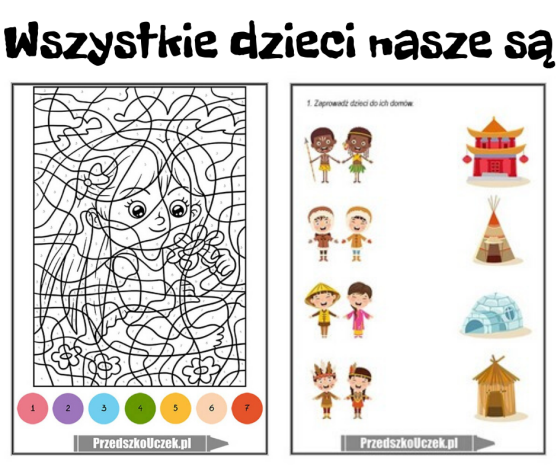 Wszystkie dzieci nasze są
1. Zaprowadź dzieci do ich domów.
1 2 3 4 5 6 7
PrzedszkoUczek.pl
PrzedszkoUczek.pl